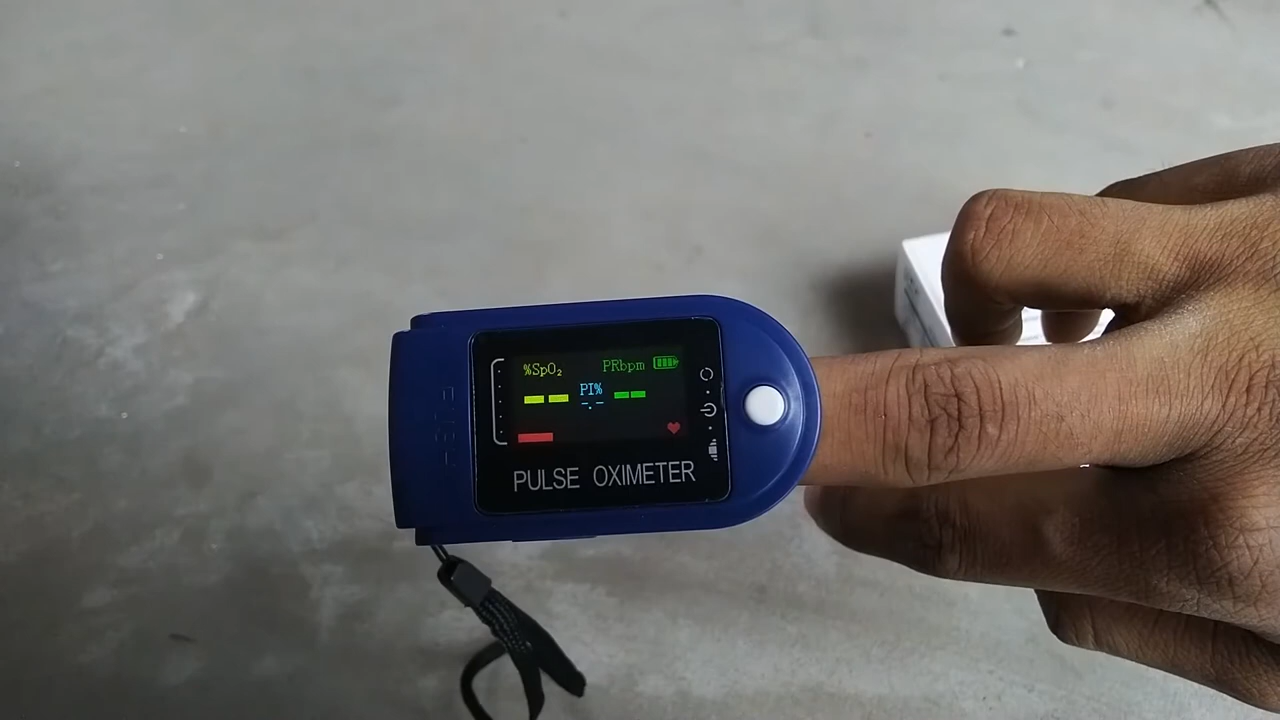 %SpO₂ PRbpm
PI%
-- -.- --
PULSE OXIMETER